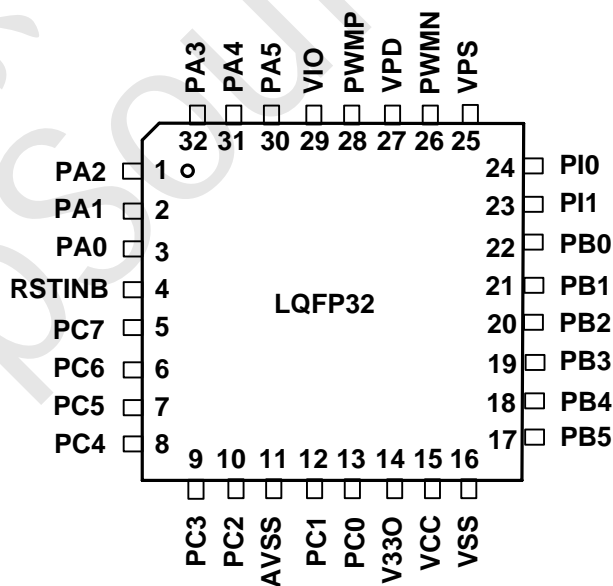 PA3 PA4 PA5 VIO PWMP VPD PWMN VPS
32 31 30 29 28 27 26 25
PA2 1 24 PI0
PA1 2 23 PI1
PA0 3 22 PB0
RSTINB 4 21 PB1
LQFP32
PC7 5 20 PB2
PC6 6 19 PB3
PC5 7 18 PB4
PC4 8 17 PB5
9 10 11 12 13 14 15 16
PC3 PC2 AVSS PC1 PC0 V33O VCC VSS